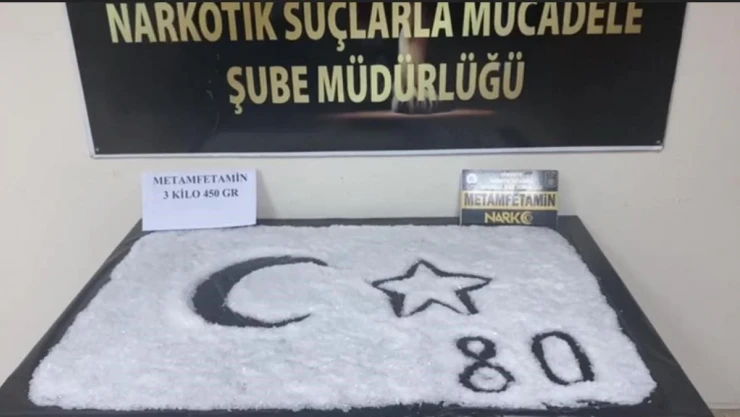 NARKOTİK SUÇLARLA MÜCADELE
ŞUBE MÜDÜRLÜĞÜ
METAMFETAMİN
3 KİLO 450 GR
METAMFETAMİN
NARKO
80